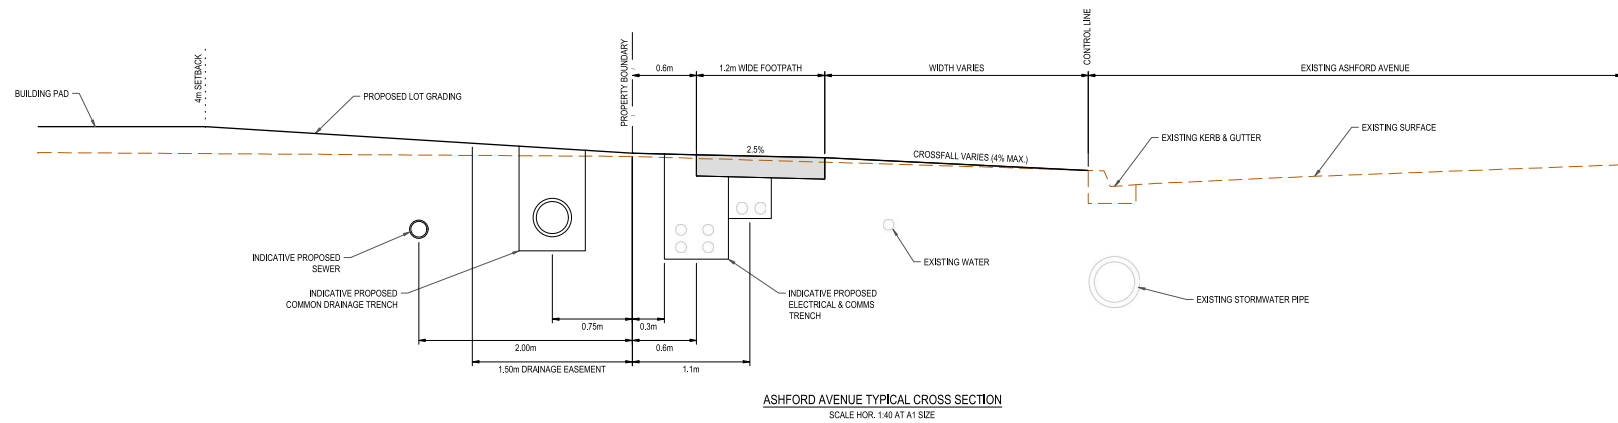 CONTROL LINE
PROPERTY BOUNDARY
4m SETBACK
0.6m
1.2m WIDE FOOTPATH
WIDTH VARIES
EXISTING ASHFORD AVENUE
BUILDING PAD
PROPOSED LOT GRADING
EXISTING KERB & GUTTER
EXISTING SURFACE
2.5%
CROSSFALL VARIES (4% MAX.)
INDICATIVE PROPOSED
SEWER
EXISTING WATER
INDICATIVE PROPOSED
COMMON DRAINAGE TRENCH
INDICATIVE PROPOSED
ELECTRICAL & COMMS
TRENCH
EXISTING STORMWATER PIPE
0.75m
0.3m
2.00m
0.6m
1.50m DRAINAGE EASEMENT
1.1m
ASHFORD AVENUE TYPICAL CROSS SECTION
SCALE HOR. 1:40 AT A1 SIZE